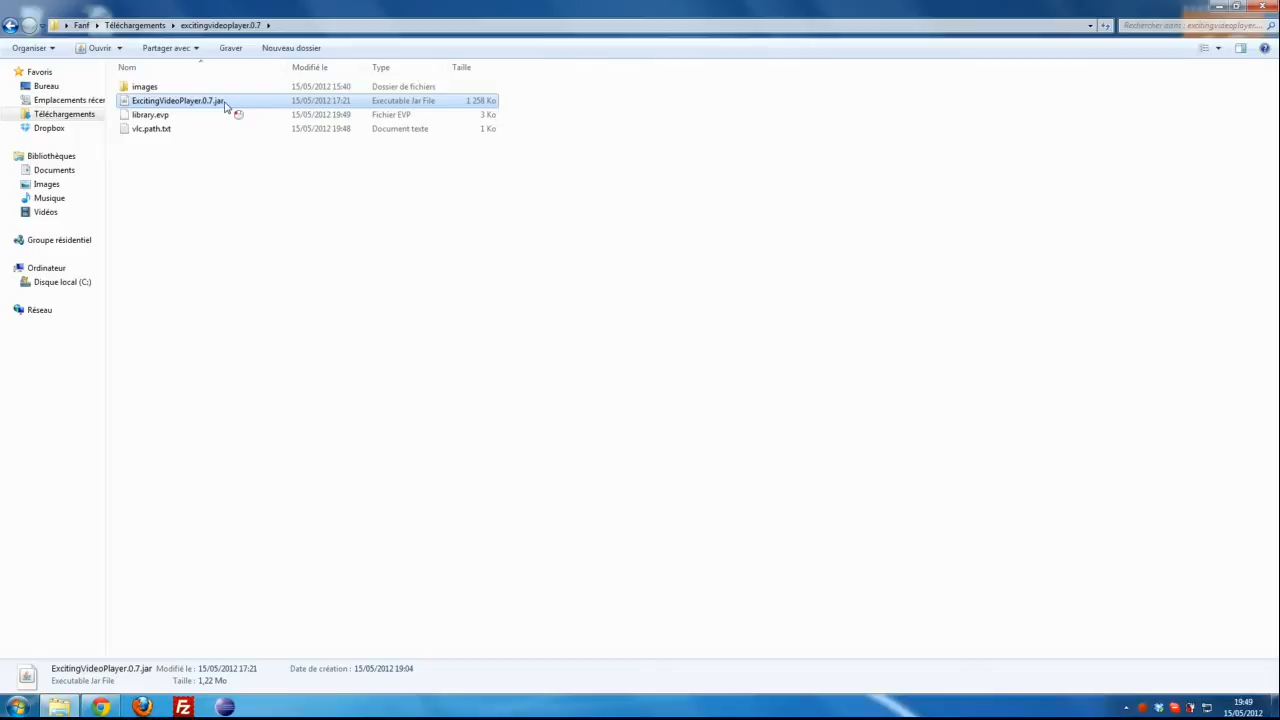 Fanf Téléchargements excitingvideoplayer.0.7
Rechercher dans : excitingvideoplayer....
Organiser Ouvrir Partager avec Graver Nouveau dossier
Nom Modifié le Type Taille
Favoris
Bureau
Emplacements récer
Téléchargements
Dropbox
Bibliothèques
Documents
Images
Musique
Vidéos
Groupe résidentiel
Ordinateur
Disque local (C:)
Réseau
images 15/05/2012 15:40 Dossier de fichiers
ExcitingVideoPlayer.0.7.jar 15/05/2012 17:21 Executable Jar File 1 258 Ko
library.evp 15/05/2012 19:49 Fichier EVP 3 Ko
vlc.path.txt 15/05/2012 19:48 Document texte 1 Ko
ExcitingVideoPlayer.0.7.jar Modifié le : 15/05/2012 17:21 Date de création : 15/05/2012 19:04
Executable Jar File Taille : 1,22 Mo
19:49
15/05/2012